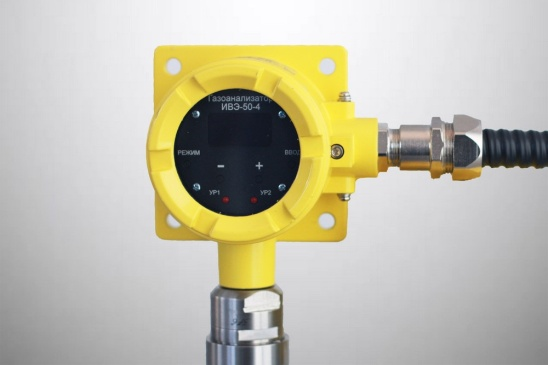 Газоанализатор
ИВЭ-50-4
РЕЖИМ
ВВОД
−
+
УР1
УР2